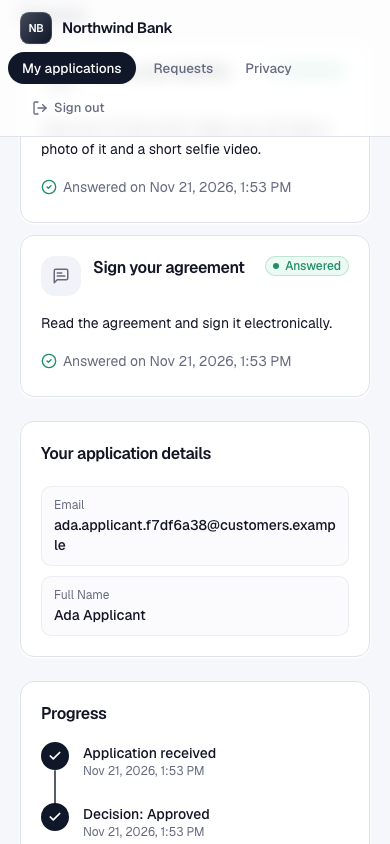 NB
Northwind Bank
My applications
Requests
Privacy
Sign out
photo of it and a short selfie video.
Answered on Nov 21, 2026, 1:53 PM
Sign your agreement
Answered
Read the agreement and sign it electronically.
Answered on Nov 21, 2026, 1:53 PM
Your application details
Email
ada.applicant.f7df6a38@customers.examp
le
Full Name
Ada Applicant
Progress
Application received
Nov 21, 2026, 1:53 PM
Decision: Approved
Nov 21, 2026, 1:53 PM